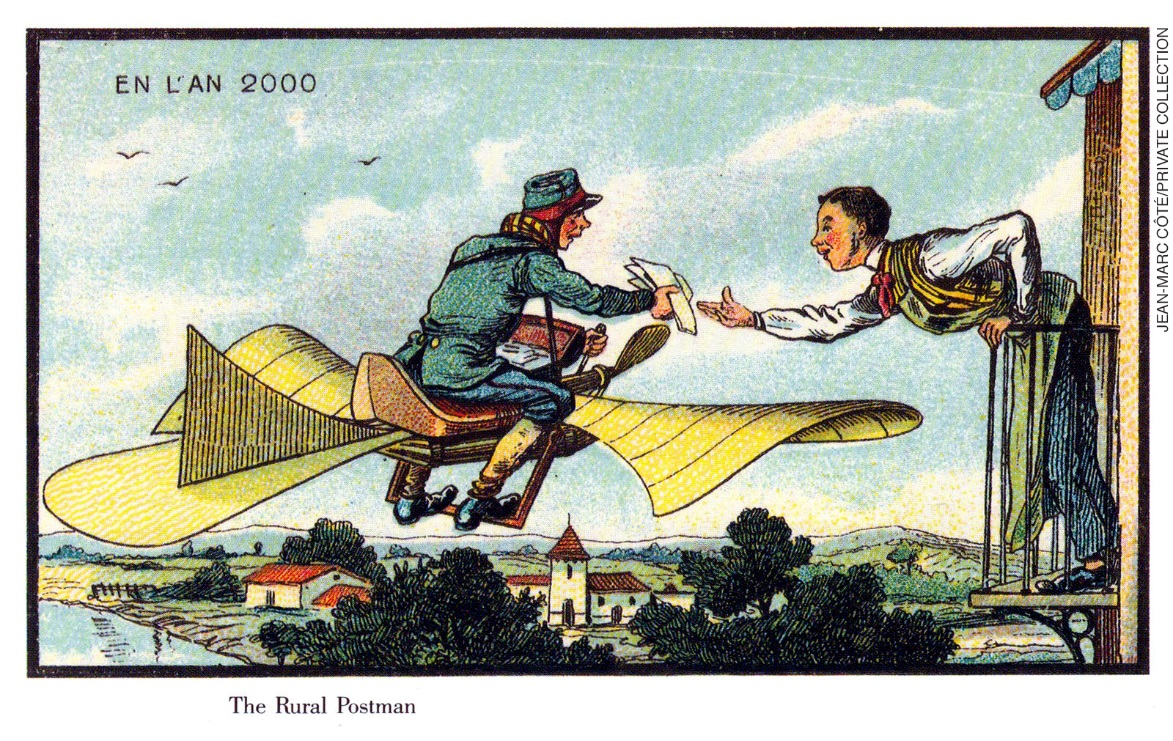 EN L'AN 2000
JEAN-MARC CÔTÉ/PRIVATE COLLECTION
The Rural Postman